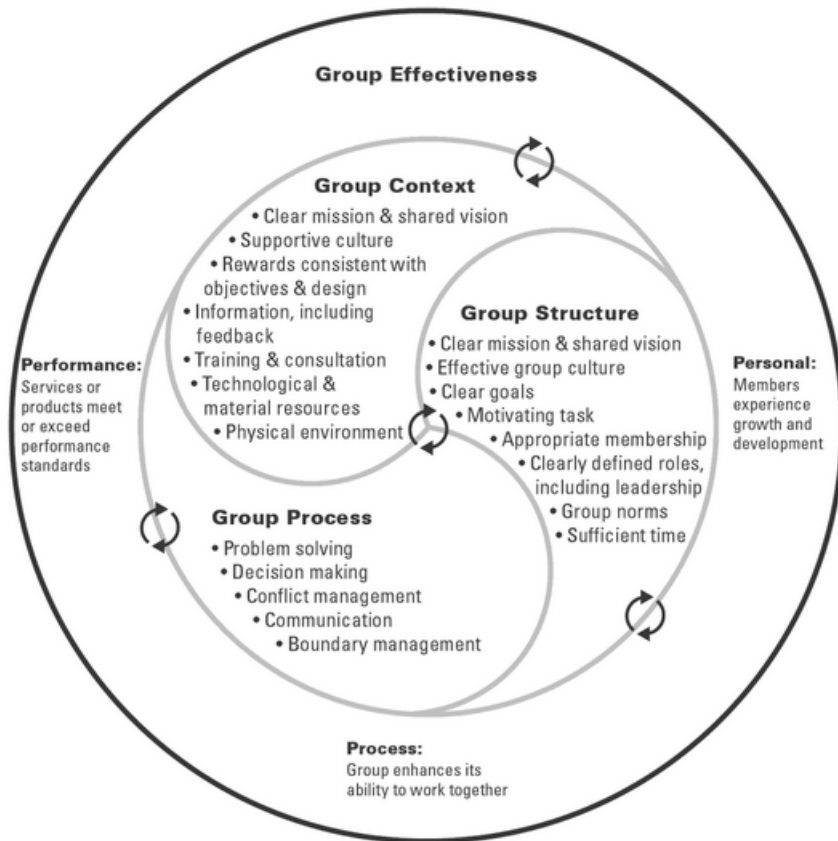 Group Effectiveness
Group Context
• Clear mission & shared vision
• Supportive culture
• Rewards consistent with
objectives & design
• Information, including
feedback
• Training & consultation
• Technological &
material resources
• Physical environment
Group Structure
• Clear mission & shared vision
• Effective group culture
• Clear goals
• Motivating task
• Appropriate membership
• Clearly defined roles,
including leadership
• Group norms
• Sufficient time
Performance:
Services or
products meet
or exceed
performance
standards
Personal:
Members
experience
growth and
development
Group Process
• Problem solving
• Decision making
• Conflict management
• Communication
• Boundary management
Process:
Group enhances its
ability to work together